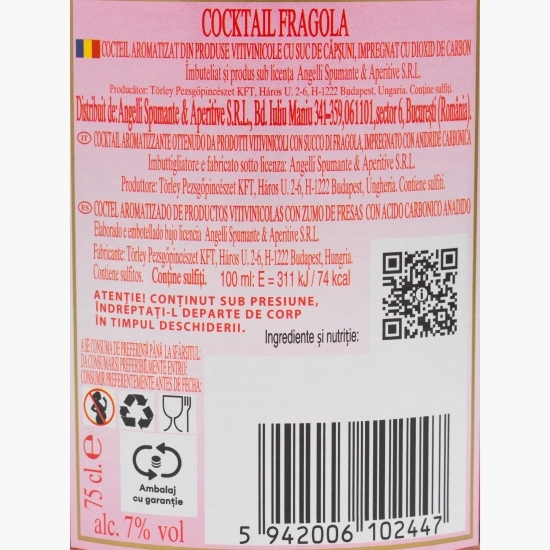 COCKTAIL FRAGOLA
COCTEIL AROMATIZAT DIN PRODUSE VITIVINICOLE CU SUC DE CĂPȘUNI, IMPREGNAT CU DIOXID DE CARBON
Îmbuteliat și produs sub licența Angelli Spumante & Aperitive S.R.L.
Producător: Törley Pezsgőpincészet KFT, Háros U. 2-6, H-1222 Budapest, Ungaria. Conține sulfiți.
Distribuit de: Angelli Spumante & Aperitive S.R.L., Bd. Iuliu Maniu 341-359,061101,sector 6, București (România).
IT COCKTAIL AROMATIZZANTE OTTENUDO DA PRODOTTI VITIVINICOLI CON SUCCO DI FRAGOLA, IMPREGNATO CON ANIDRIDE CARBONICA
Imbuttigliatore e fabricato sotto licenza: Angelli Spumante & Aperitive S.R.L.
Produttore: Törley Pezsgőpincészet KFT, Háros U. 2-6, H-1222 Budapest, Ungheria. Contiene sulfiti.
ES COCTEL AROMATIZADO DE PRODUCTOS VITIVINICOLAS CON ZUMO DE FRESAS CON ACIDO CARBONICO ANADIDO
Elaborado e embotellado bajo licencia Angelli Spumante & Aperitive S.R.L.
Fabricante: Törley Pezsgőpincészet KFT, Háros U. 2-6, H-1222 Budapest, Hungria.
Contiene sulfitos. Conține sulfiți. 100 ml: E = 311 kJ / 74 kcal
ATENȚIE! CONȚINUT SUB PRESIUNE,
ÎNDREPTAȚI-L DEPARTE DE CORP
ÎN TIMPUL DESCHIDERII.
Ingrediente și nutriție:
A SE CONSUMA DE PREFERINȚĂ PÂNĂ LA SFÂRȘITUL:
DA CONSUMARSI PREFERIBILMENTE ENTRO:
CONSUMIR PREFERENTEMENTE ANTES DE FECHA:
75 cl. e
Ambalaj
cu garanție
alc. 7% vol
5 942006 102447